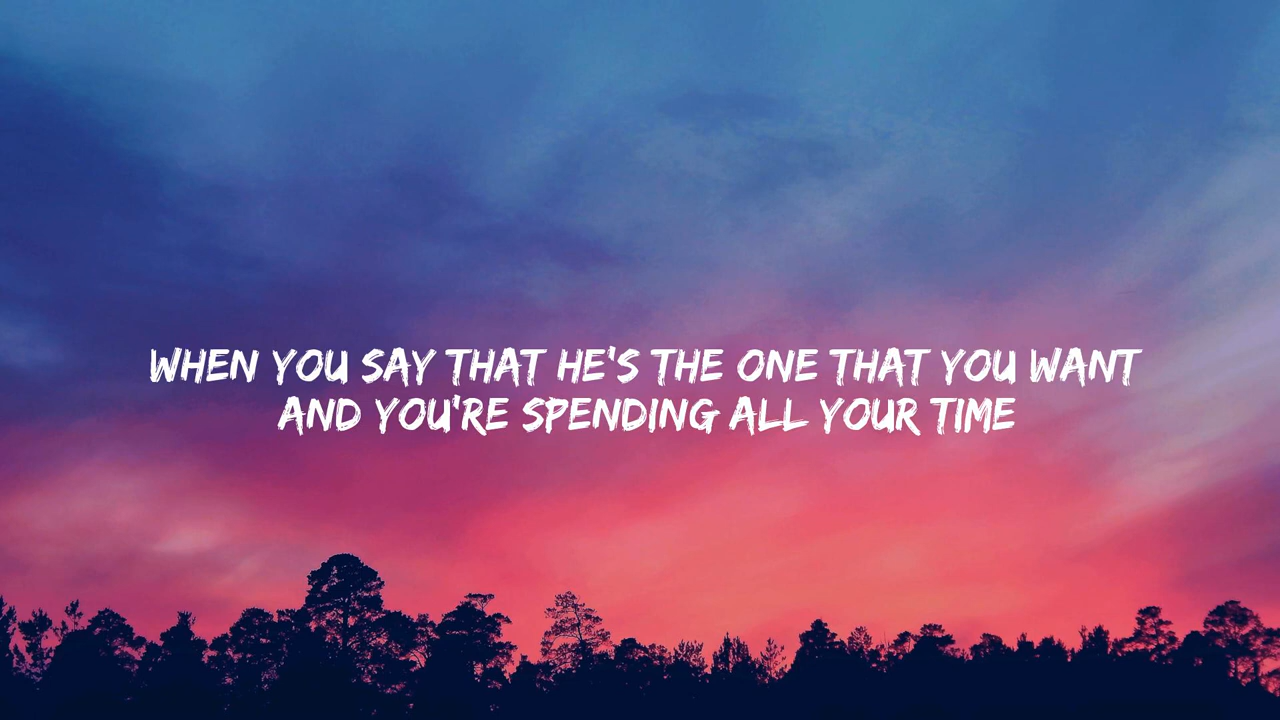 WHEN YOU SAY THAT HE'S THE ONE THAT YOU WANT
AND YOU'RE SPENDING ALL YOUR TIME